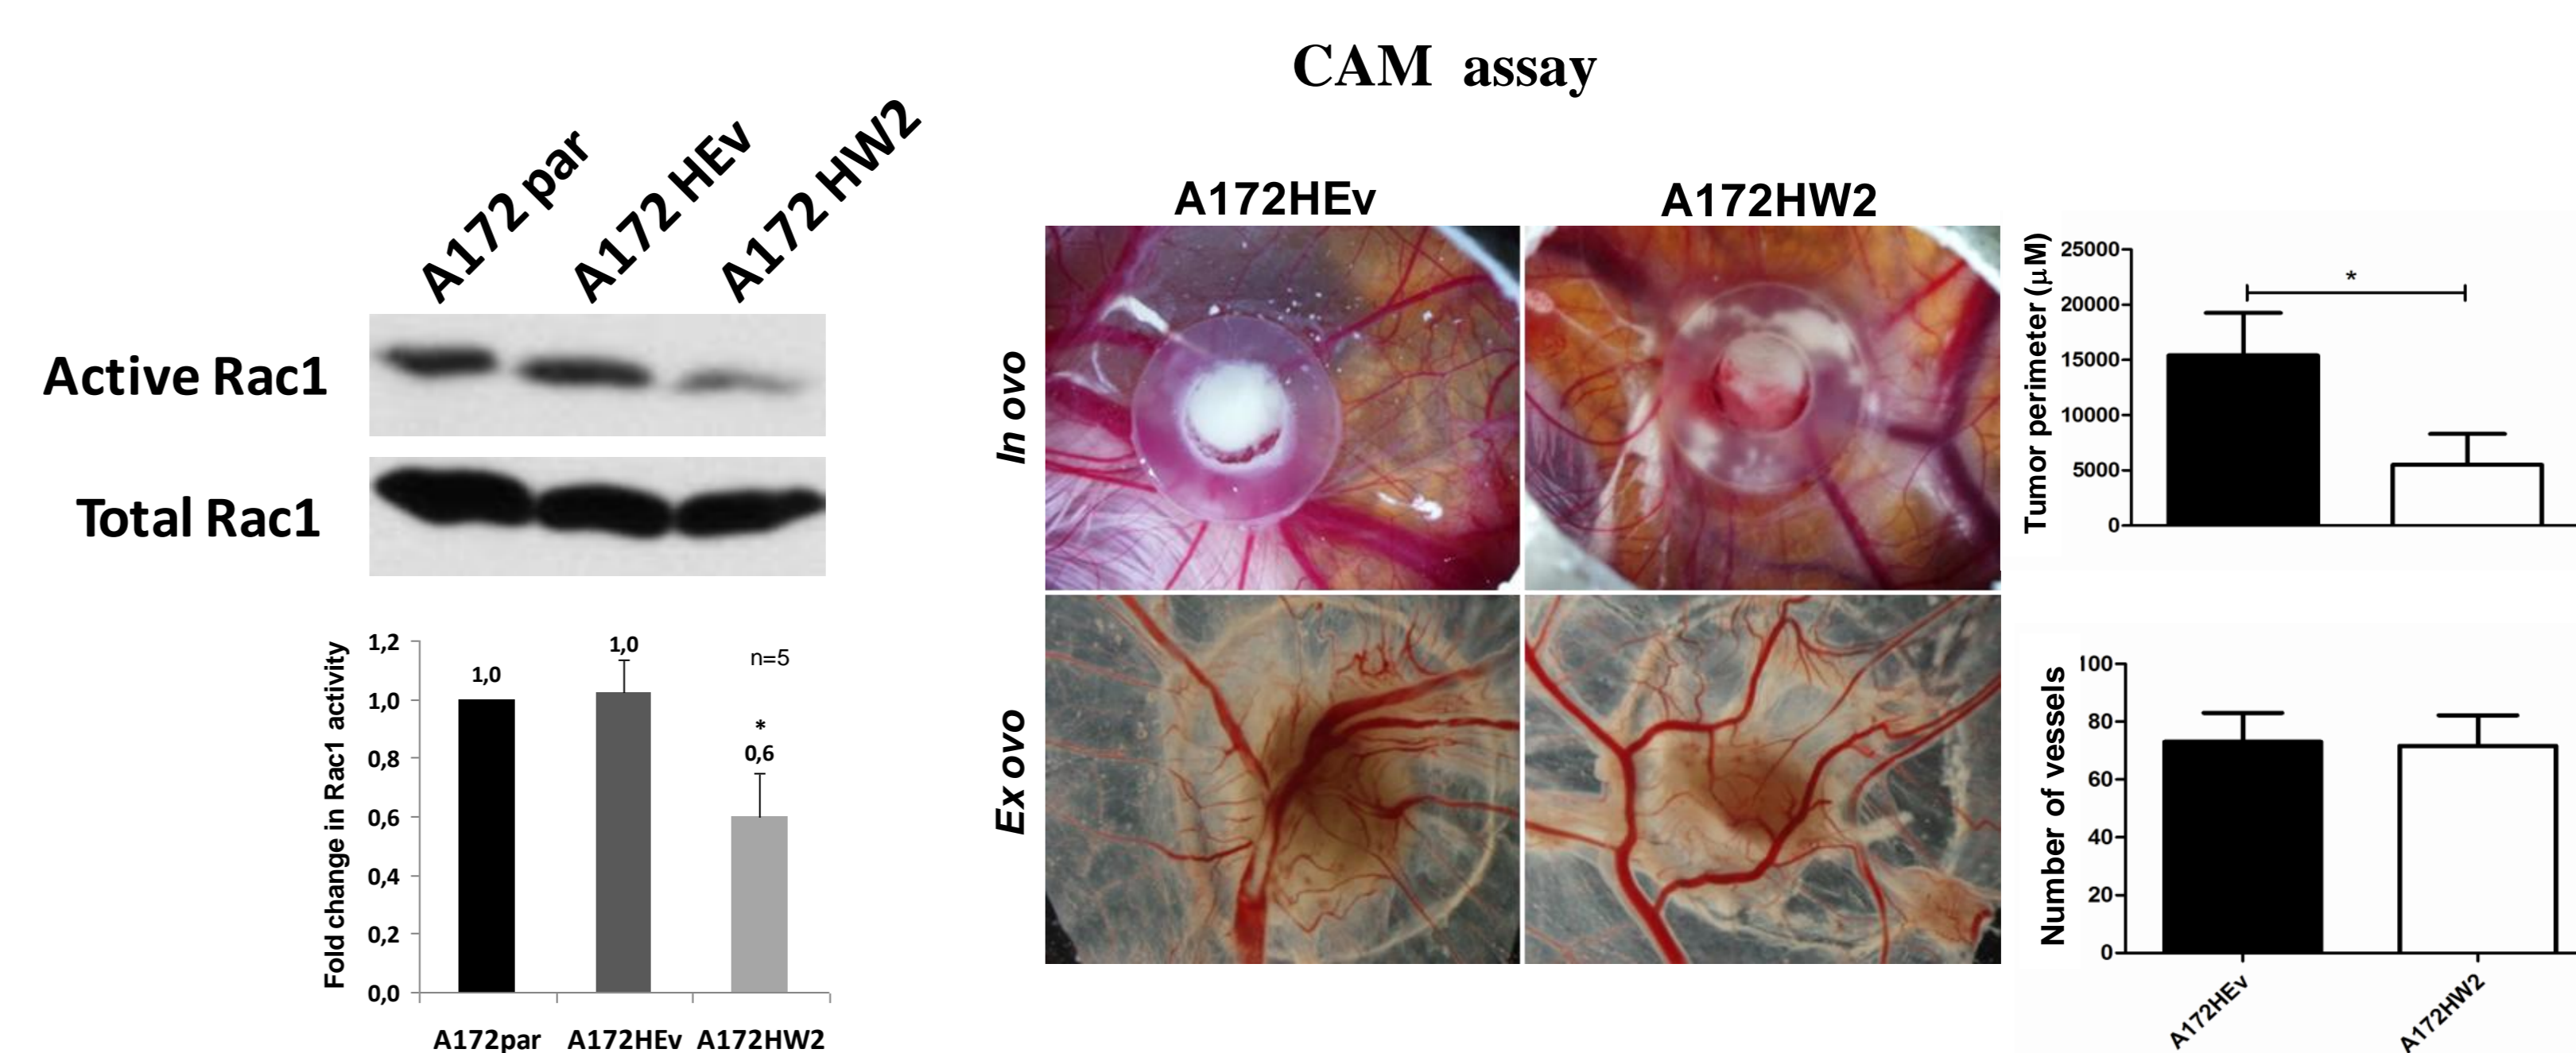 CAM assay
A172 par
A172 HEv
A172 HW2
Active Rac1
Total Rac1
Fold change in Rac1 activity
1,2
1,0
0,8
0,6
0,4
0,2
0,0
1,0
1,0
n=5
*
0,6
A172par
A172HEv
A172HW2
A172HEv
A172HW2
In ovo
Ex ovo
Tumor perimeter (µM)
25000
20000
15000
10000
5000
0
*
Number of vessels
100
80
60
40
20
0
A172HEv
A172HW2